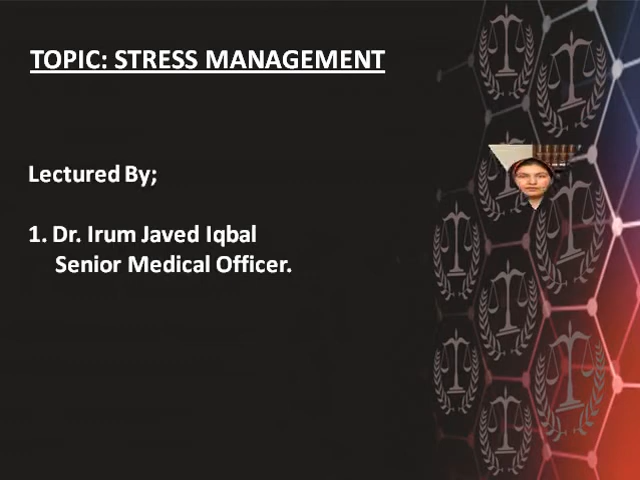 TOPIC: STRESS MANAGEMENT
Lectured By;
1. Dr. Irum Javed Iqbal
Senior Medical Officer.